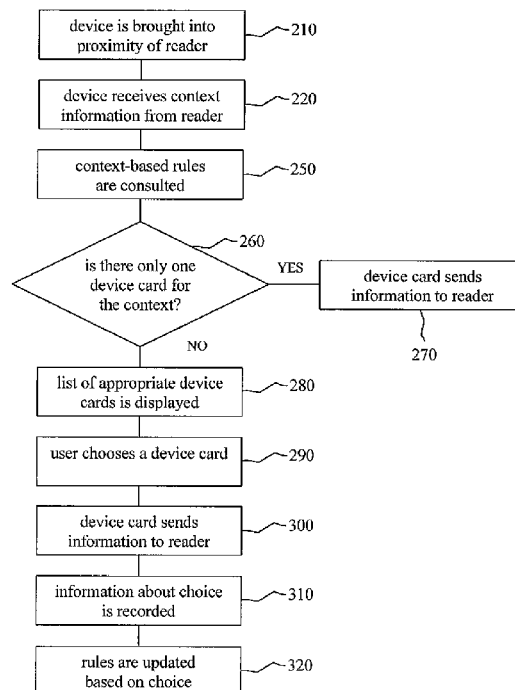 device is brought into
proximity of reader
210
device receives context
information from reader
220
context-based rules
are consulted
250
260
is there only one
device card for
the context?
YES
device card sends
information to reader
270
NO
list of appropriate device
cards is displayed
280
user chooses a device card
290
device card sends
information to reader
300
information about choice
is recorded
310
rules are updated
based on choice
320